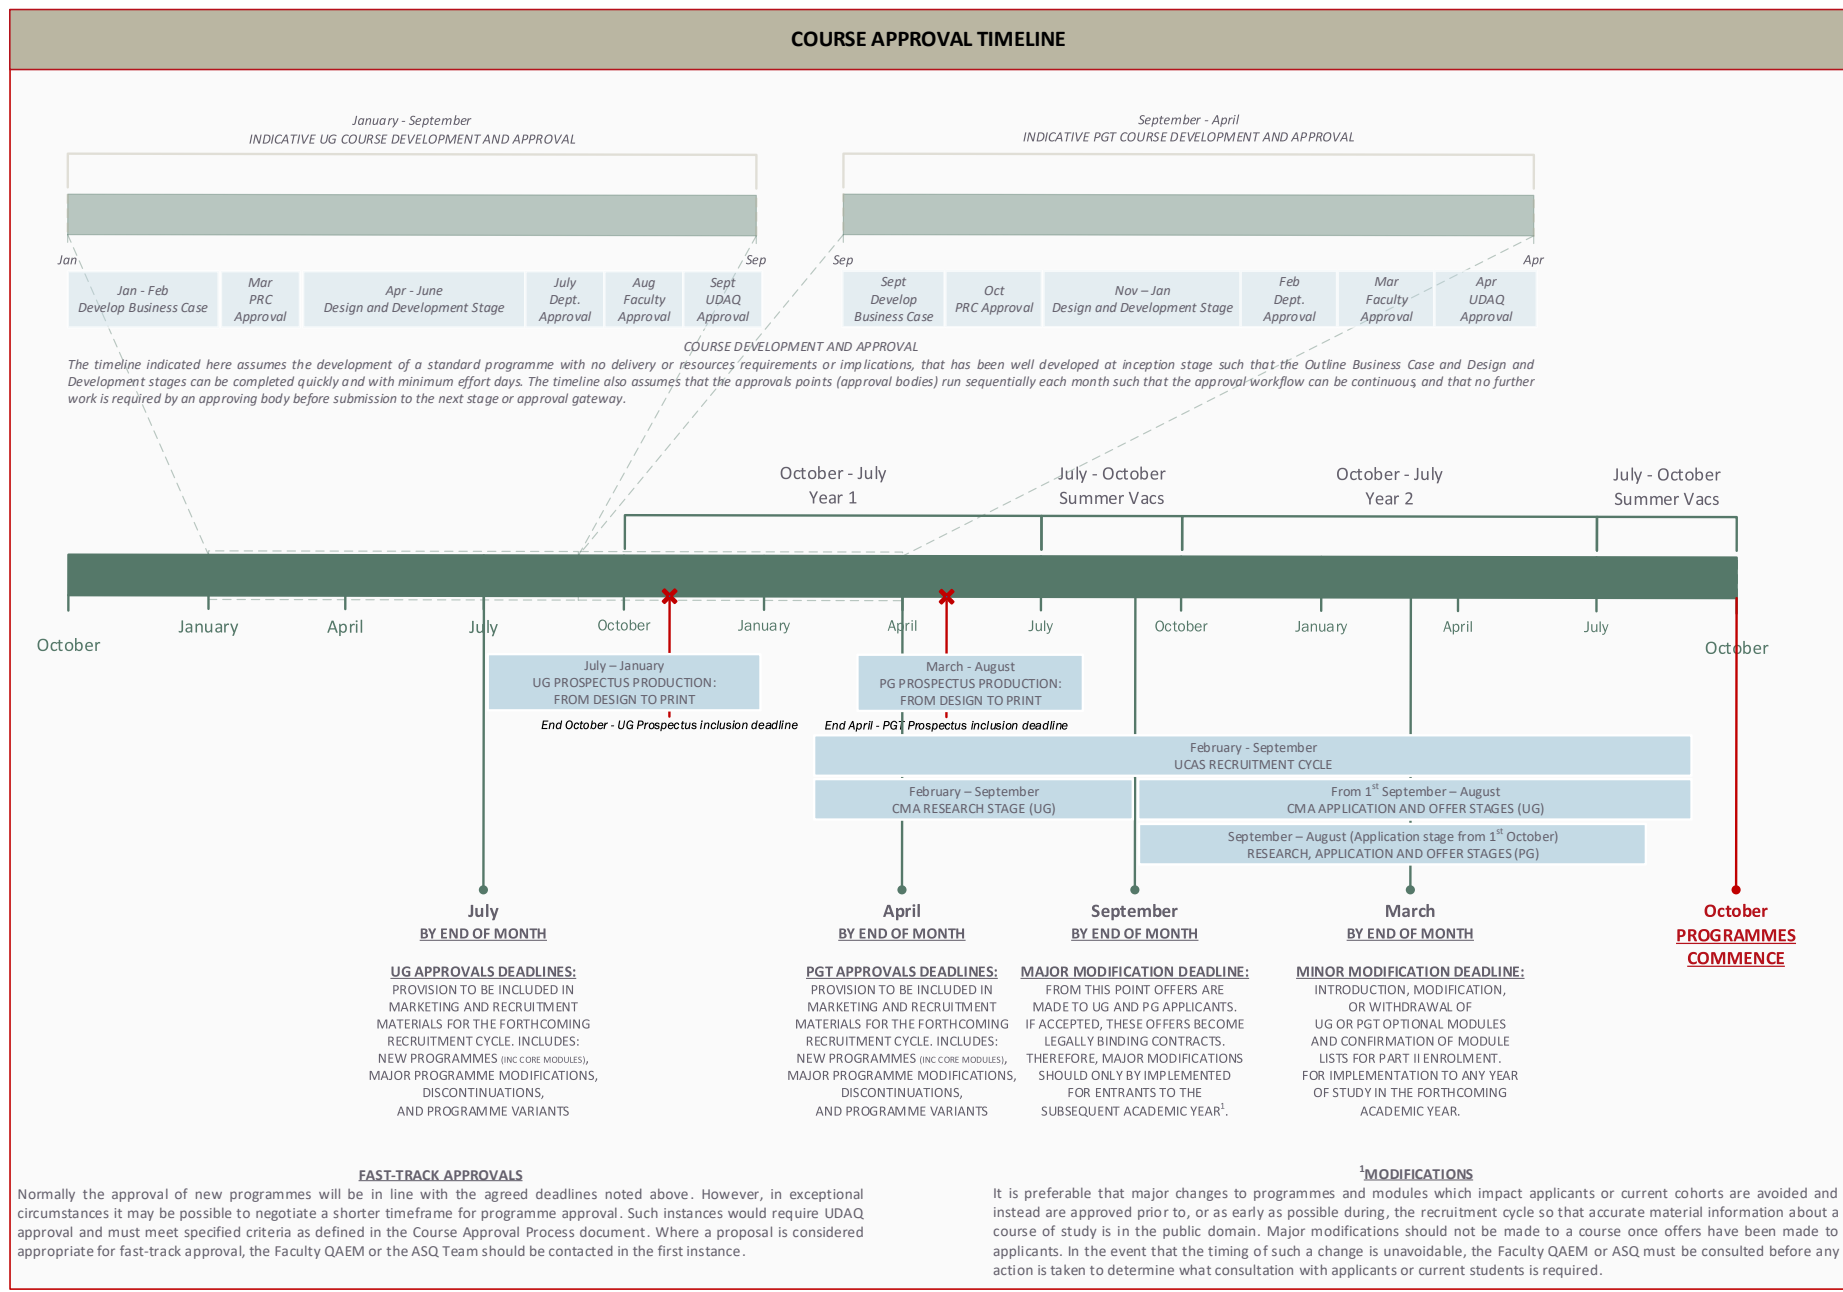 COURSE APPROVAL TIMELINE
January - September
INDICATIVE UG COURSE DEVELOPMENT AND APPROVAL
September - April
INDICATIVE PGT COURSE DEVELOPMENT AND APPROVAL
Jan
Sep
Sep
Apr
Jan - Feb
Develop Business Case
Mar
PRC
Approval
Apr - June
Design and Development Stage
July
Dept.
Approval
Aug
Faculty
Approval
Sept
UDAQ
Approval
Sept
Develop
Business Case
Oct
PRC Approval
Nov – Jan
Design and Development Stage
Feb
Dept.
Approval
Mar
Faculty
Approval
Apr
UDAQ
Approval
COURSE DEVELOPMENT AND APPROVAL
The timeline indicated here assumes the development of a standard programme with no delivery or resources requirements or implications, that has been well developed at inception stage such that the Outline Business Case and Design and
Development stages can be completed quickly and with minimum effort days. The timeline also assumes that the approvals points (approval bodies) run sequentially each month such that the approval workflow can be continuous, and that no further
work is required by an approving body before submission to the next stage or approval gateway.
October - July
Year 1
July - October
Summer Vacs
October - July
Year 2
July - October
Summer Vacs
October
January
April
July
October
January
April
July
October
January
April
July
October
July – January
UG PROSPECTUS PRODUCTION:
FROM DESIGN TO PRINT
March - August
PG PROSPECTUS PRODUCTION:
FROM DESIGN TO PRINT
End October - UG Prospectus inclusion deadline
End April - PGT Prospectus inclusion deadline
February - September
UCAS RECRUITMENT CYCLE
February – September
CMA RESEARCH STAGE (UG)
From 1st September – August
CMA APPLICATION AND OFFER STAGES (UG)
September – August (Application stage from 1st October)
RESEARCH, APPLICATION AND OFFER STAGES (PG)
July
BY END OF MONTH
UG APPROVALS DEADLINES:
PROVISION TO BE INCLUDED IN
MARKETING AND RECRUITMENT
MATERIALS FOR THE FORTHCOMING
RECRUITMENT CYCLE. INCLUDES:
NEW PROGRAMMES (INC CORE MODULES),
MAJOR PROGRAMME MODIFICATIONS,
DISCONTINUATIONS,
AND PROGRAMME VARIANTS
April
BY END OF MONTH
PGT APPROVALS DEADLINES:
PROVISION TO BE INCLUDED IN
MARKETING AND RECRUITMENT
MATERIALS FOR THE FORTHCOMING
RECRUITMENT CYCLE. INCLUDES:
NEW PROGRAMMES (INC CORE MODULES),
MAJOR PROGRAMME MODIFICATIONS,
DISCONTINUATIONS,
AND PROGRAMME VARIANTS
September
BY END OF MONTH
MAJOR MODIFICATION DEADLINE:
FROM THIS POINT OFFERS ARE
MADE TO UG AND PG APPLICANTS.
IF ACCEPTED, THESE OFFERS BECOME
LEGALLY BINDING CONTRACTS.
THEREFORE, MAJOR MODIFICATIONS
SHOULD ONLY BY IMPLEMENTED
FOR ENTRANTS TO THE
SUBSEQUENT ACADEMIC YEAR1.
March
BY END OF MONTH
MINOR MODIFICATION DEADLINE:
INTRODUCTION, MODIFICATION,
OR WITHDRAWAL OF
UG OR PGT OPTIONAL MODULES
AND CONFIRMATION OF MODULE
LISTS FOR PART II ENROLMENT.
FOR IMPLEMENTATION TO ANY YEAR
OF STUDY IN THE FORTHCOMING
ACADEMIC YEAR.
October
PROGRAMMES
COMMENCE
FAST-TRACK APPROVALS
Normally the approval of new programmes will be in line with the agreed deadlines noted above. However, in exceptional
circumstances it may be possible to negotiate a shorter timeframe for programme approval. Such instances would require UDAQ
approval and must meet specified criteria as defined in the Course Approval Process document. Where a proposal is considered
appropriate for fast-track approval, the Faculty QAEM or the ASQ Team should be contacted in the first instance.
1MODIFICATIONS
It is preferable that major changes to programmes and modules which impact applicants or current cohorts are avoided and
instead are approved prior to, or as early as possible during, the recruitment cycle so that accurate material information about a
course of study is in the public domain. Major modifications should not be made to a course once offers have been made to
applicants. In the event that the timing of such a change is unavoidable, the Faculty QAEM or ASQ must be consulted before any
action is taken to determine what consultation with applicants or current students is required.